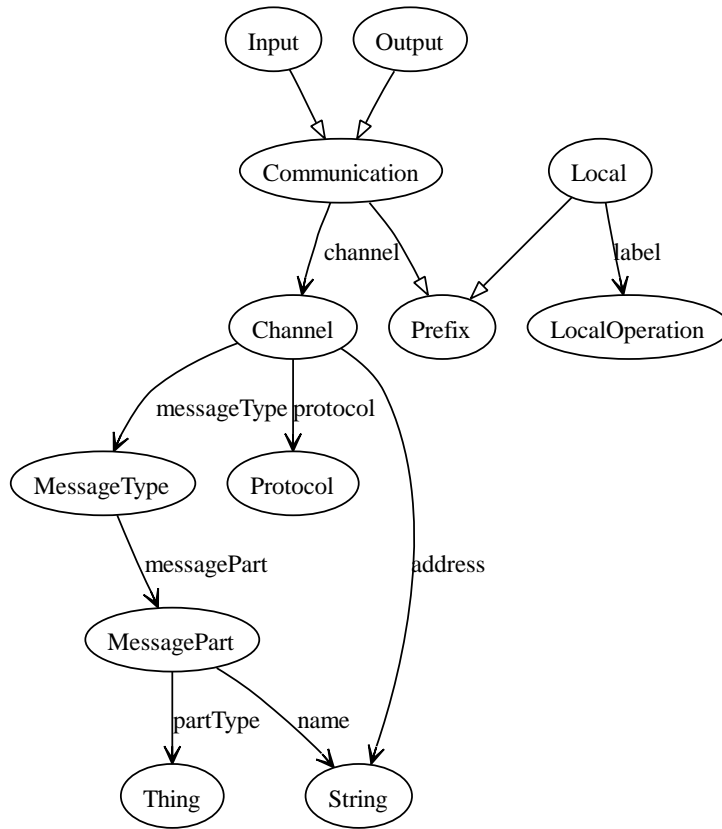 Input
Output
Communication
Local
channel
label
Channel
Prefix
LocalOperation
messageType
protocol
MessageType
Protocol
messagePart
address
MessagePart
partType
name
Thing
String